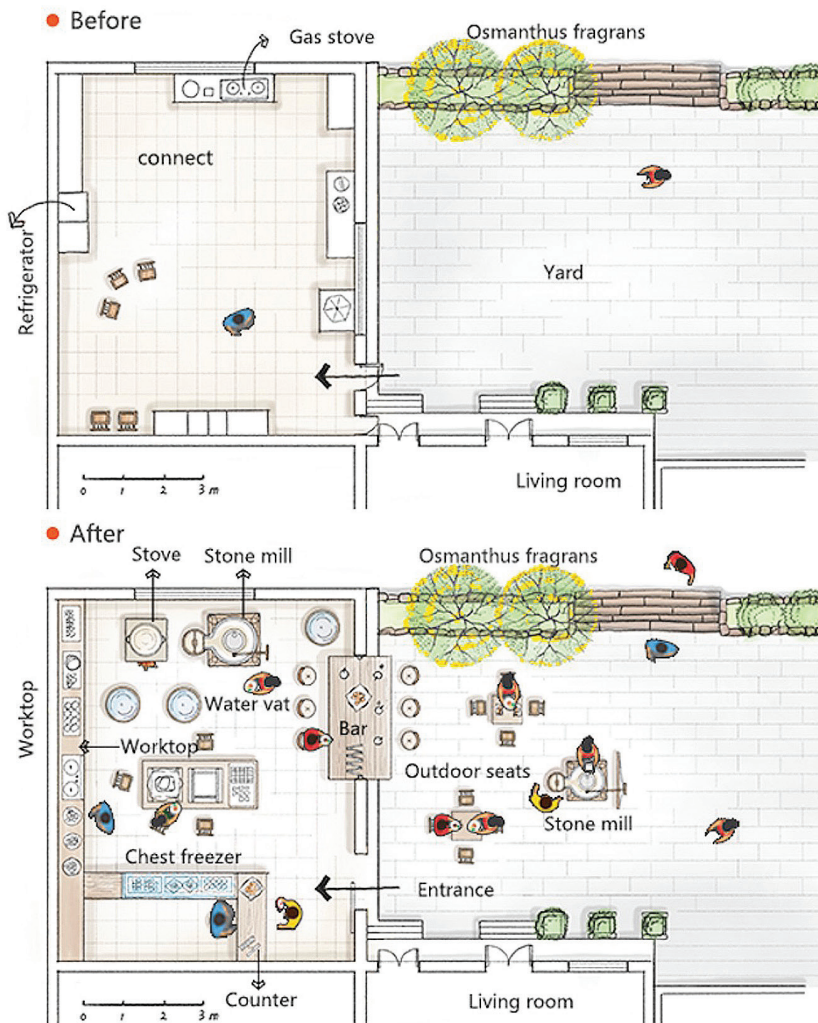 Before
Gas stove
Osmanthus fragrans
connect
Refrigerator
Yard
0 1 2 3 m
Living room
After
Stove
Stone mill
Osmanthus fragrans
Water vat
Bar
Worktop
Worktop
Outdoor seats
Stone mill
Chest freezer
Entrance
Counter
Living room
0 1 2 3 m